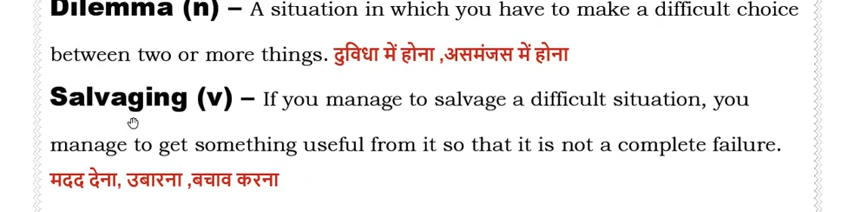 Dilemma (n) – A situation in which you have to make a difficult choice
between two or more things. दुविधा में होना ,असमंजस में होना
Salvaging (v) – If you manage to salvage a difficult situation, you
manage to get something useful from it so that it is not a complete failure.
मदद देना, उबारना ,बचाव करना